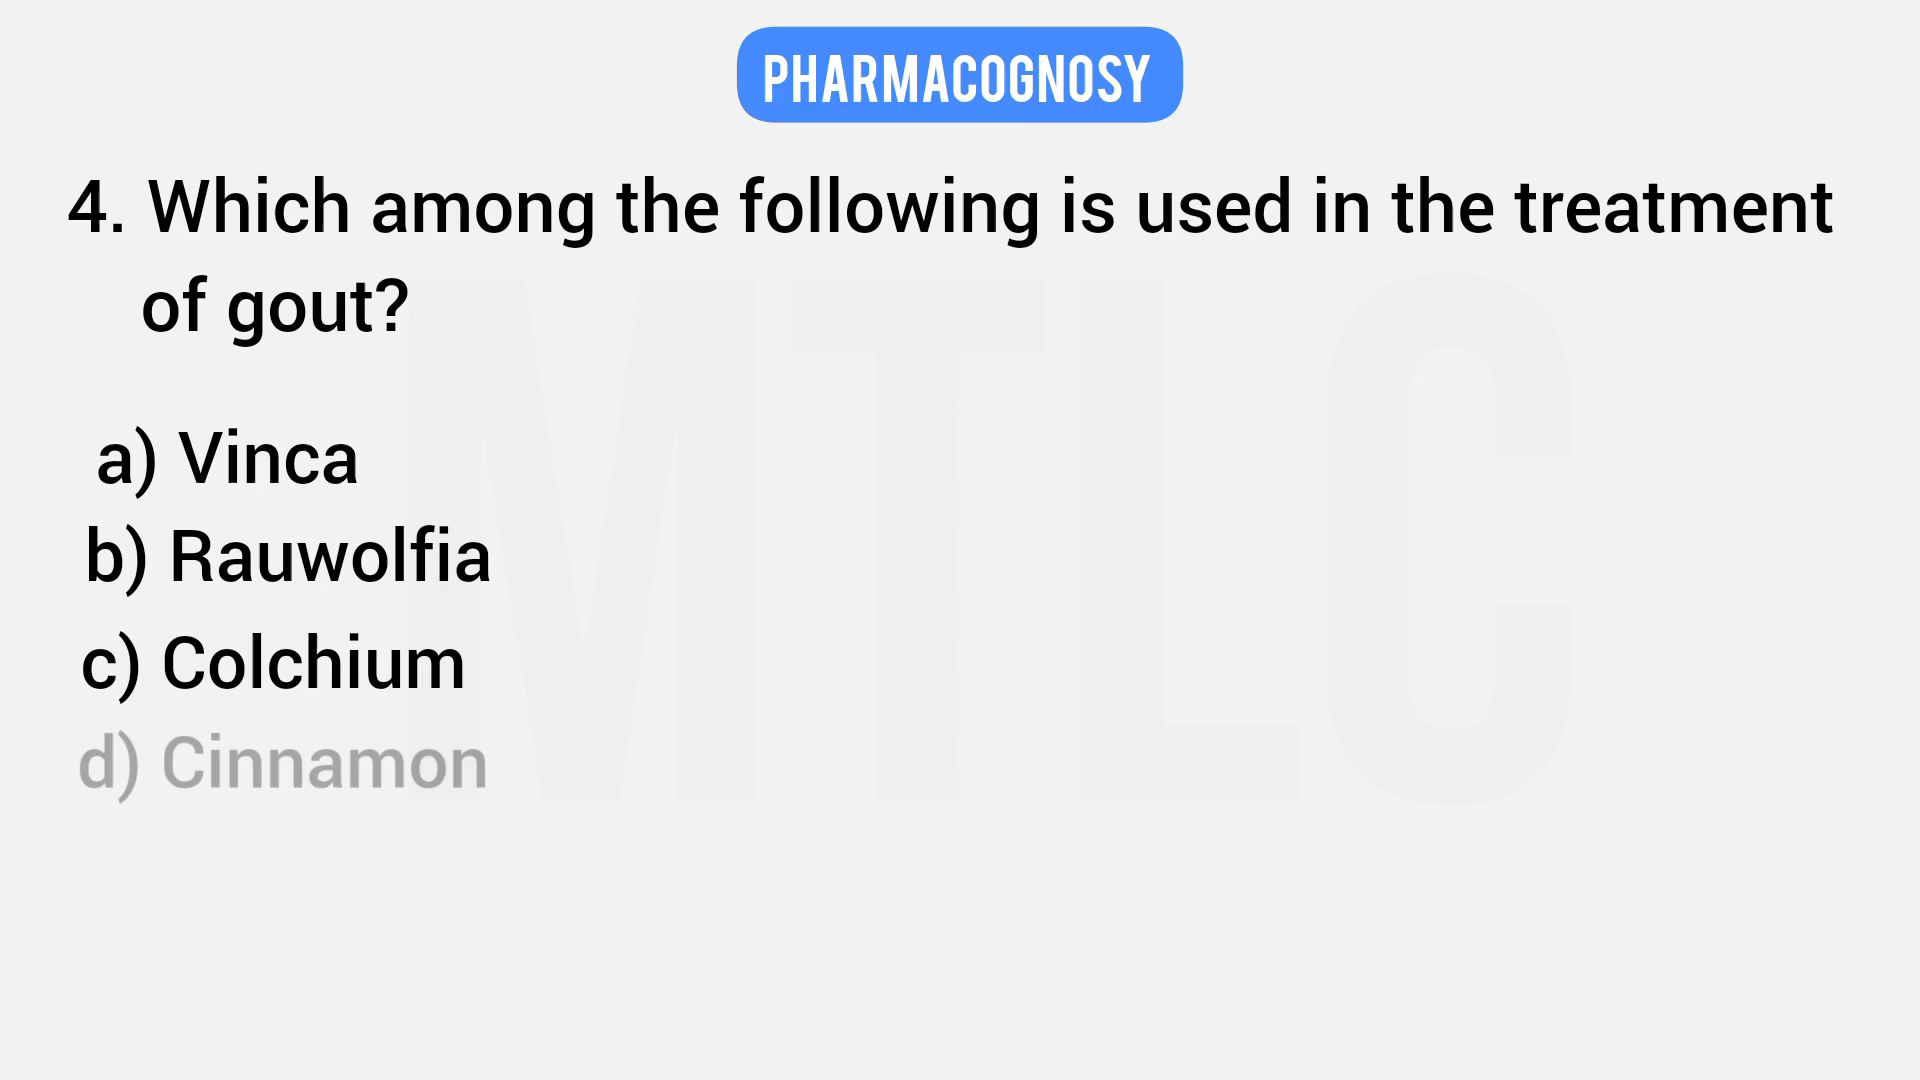 PHARMACOGNOSY
4. Which among the following is used in the treatment
of gout?
a) Vinca
b) Rauwolfia
c) Colchium
d) Cinnamon
MTLC